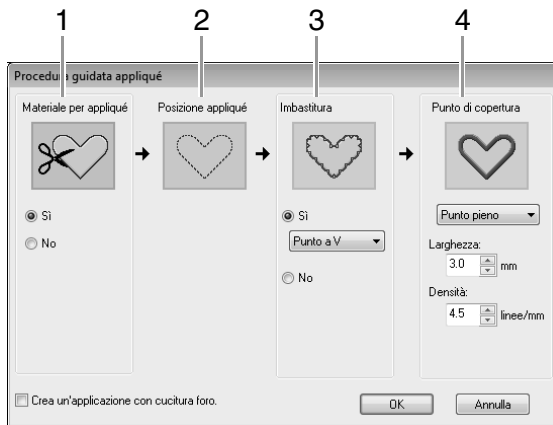 1 2 3 4
Procedura guidata appliqué
Materiale per appliqué
Posizione appliqué
Imbastitura
Punto di copertura
Sì
No
Sì
Punto a V
No
Punto pieno
Larghezza:
3.0 mm
Densità:
4.5 linee/mm
Crea un'applicazione con cucitura foro.
OK
Annulla